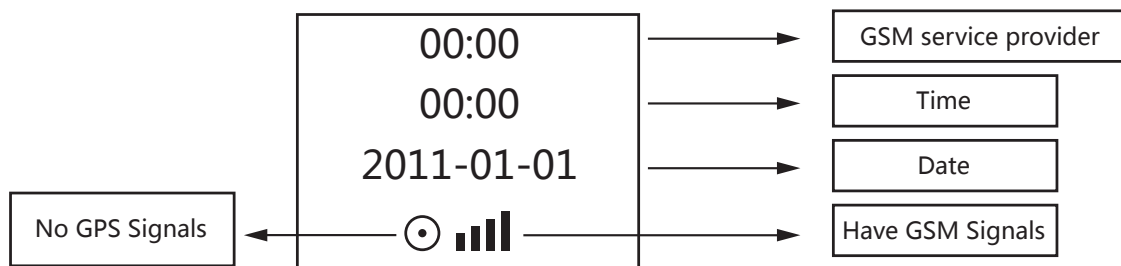 00:00
GSM service provider
00:00
Time
2011-01-01
Date
No GPS Signals
Have GSM Signals